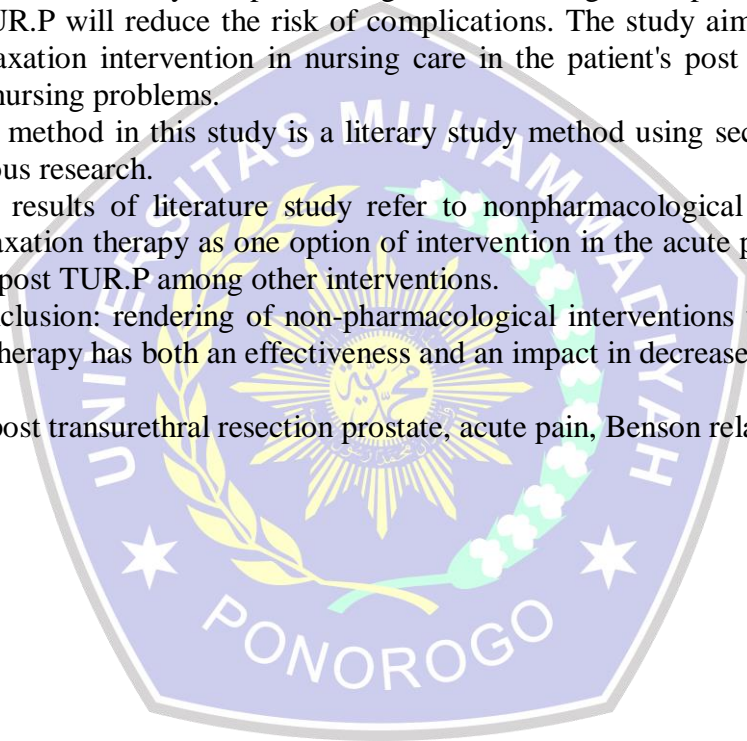 UR.P will reduce the risk of complications. The study aim
axation intervention in nursing care in the patient's post
nursing problems.
method in this study is a literary study method using sec
ous research.
results of literature study refer to nonpharmacological
axation therapy as one option of intervention in the acute p
post TUR.P among other interventions.
clusion: rendering of non-pharmacological interventions
herapy has both an effectiveness and an impact in decrease
post transurethral resection prostate, acute pain, Benson rela
UNIVERSITAS MUHAMMADIYAH
PONOROGO